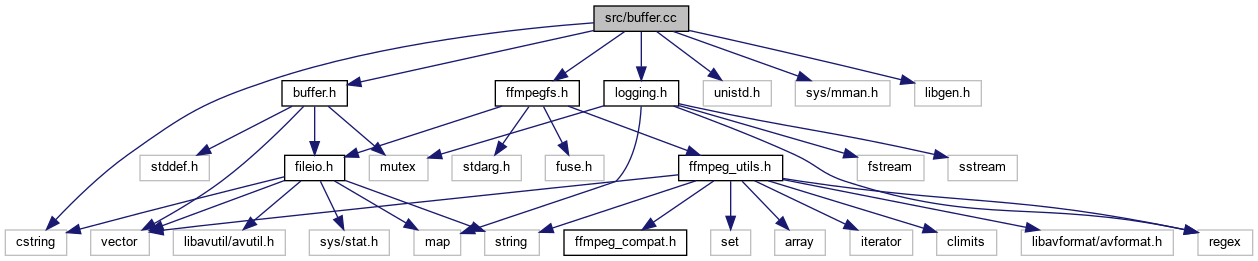 src/buffer.cc
buffer.h
ffmpegfs.h
logging.h
unistd.h
sys/mman.h
libgen.h
stddef.h
fileio.h
mutex
stdarg.h
fuse.h
ffmpeg_utils.h
fstream
sstream
cstring
vector
libavutil/avutil.h
sys/stat.h
map
string
ffmpeg_compat.h
set
array
iterator
climits
libavformat/avformat.h
regex